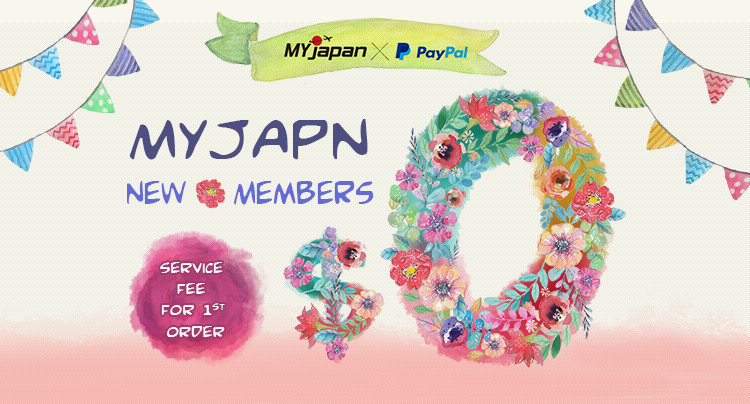 MYjapan × PayPal
MYJAPN
NEW MEMBERS
SERVICE
FEE
FOR 1ST
ORDER
$0